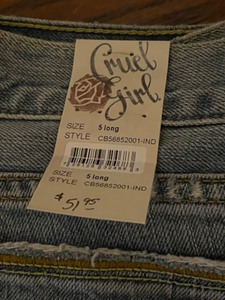 Cruel
Girl
SIZE 5 long
STYLE CB56852001-IND
SIZE 5 long
STYLE CB56852001-IND
$51.95